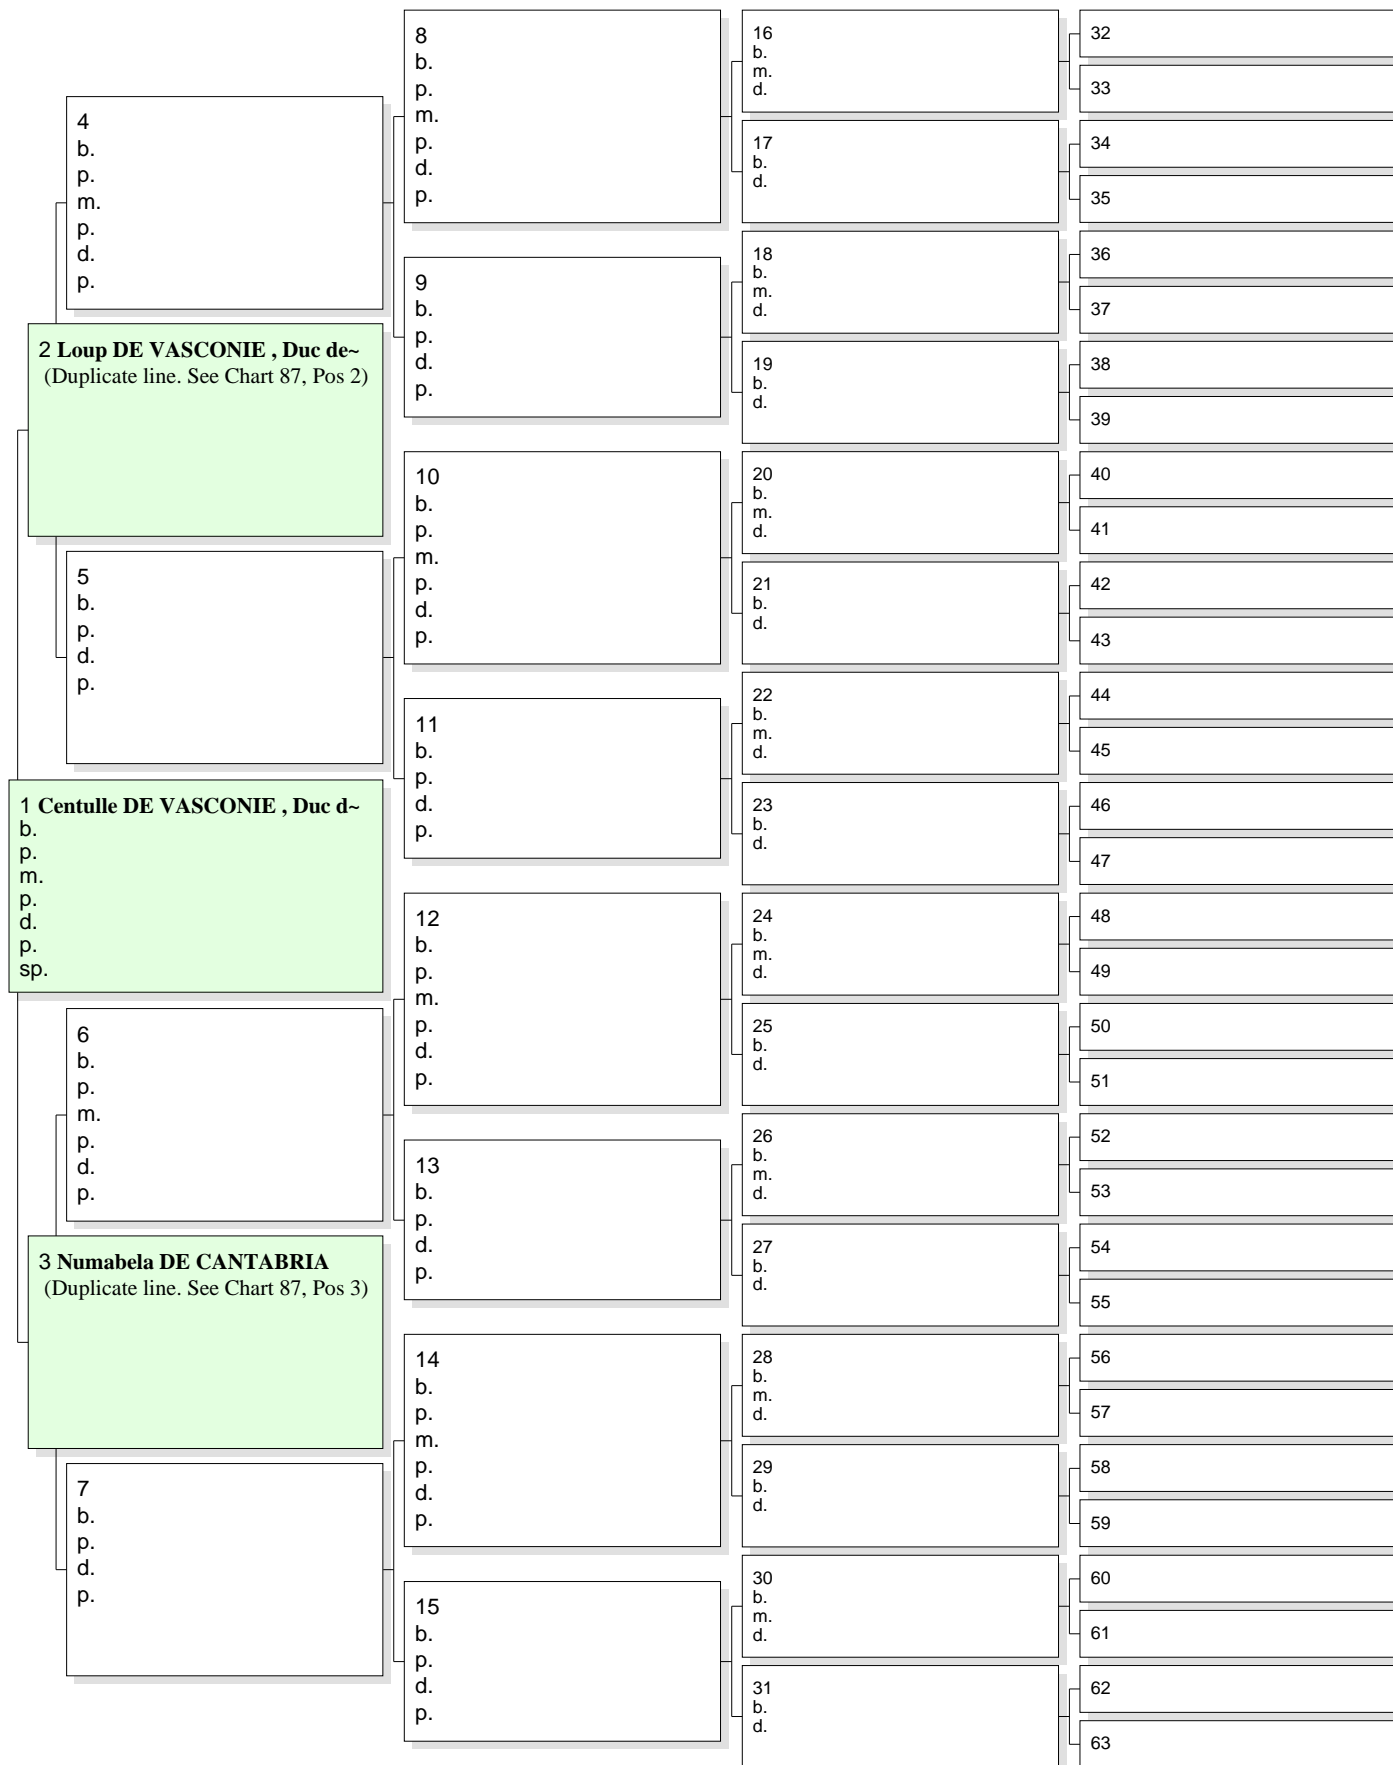 4
b.
p.
m.
p.
d.
p.
2 Loup DE VASCONIE , Duc de~
(Duplicate line. See Chart 87, Pos 2)
5
b.
p.
d.
p.
1 Centulle DE VASCONIE , Duc d~
b.
p.
m.
p.
d.
p.
sp.
6
b.
p.
m.
p.
d.
p.
3 Numabela DE CANTABRIA
(Duplicate line. See Chart 87, Pos 3)
7
b.
p.
d.
p.
8
b.
p.
m.
p.
d.
p.
9
b.
p.
d.
p.
10
b.
p.
m.
p.
d.
p.
11
b.
p.
d.
p.
12
b.
p.
m.
p.
d.
p.
13
b.
p.
d.
p.
14
b.
p.
m.
p.
d.
p.
15
b.
p.
d.
p.
16
b.
m.
d.
17
b.
d.
18
b.
m.
d.
19
b.
d.
20
b.
m.
d.
21
b.
d.
22
b.
m.
d.
23
b.
d.
24
b.
m.
d.
25
b.
d.
26
b.
m.
d.
27
b.
d.
28
b.
m.
d.
29
b.
d.
30
b.
m.
d.
31
b.
d.
32
33
34
35
36
37
38
39
40
41
42
43
44
45
46
47
48
49
50
51
52
53
54
55
56
57
58
59
60
61
62
63